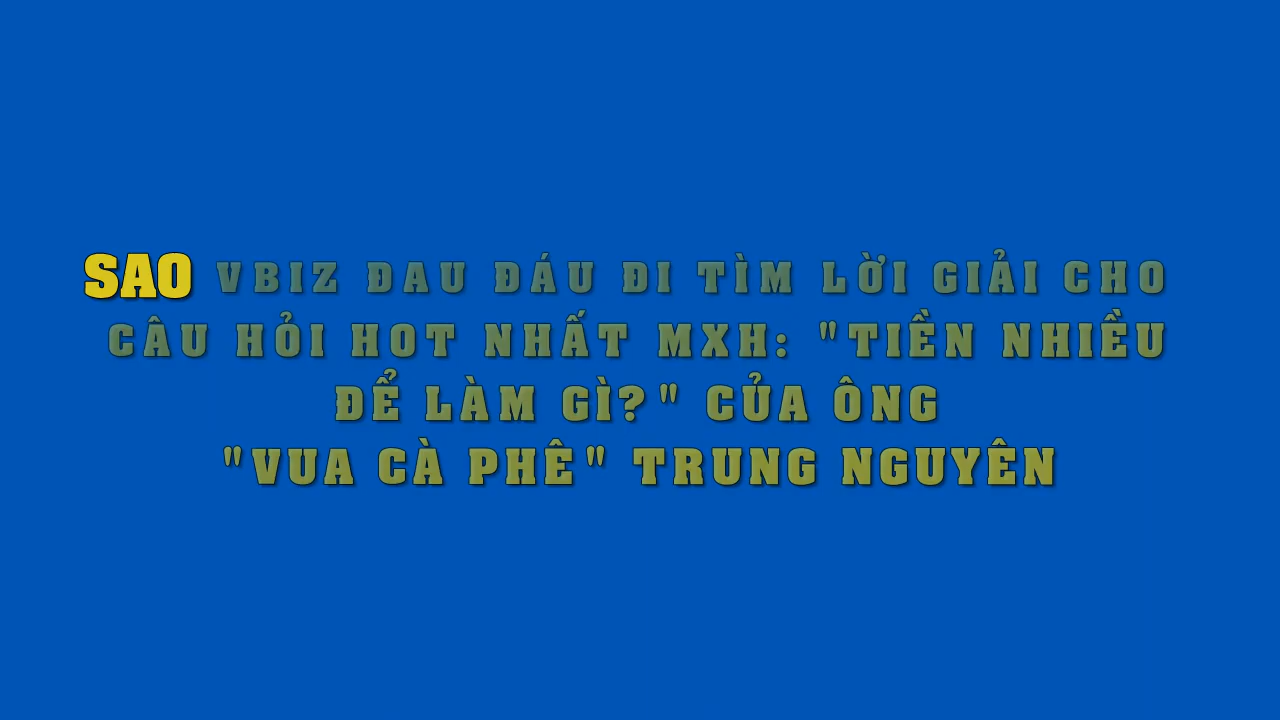 SAO VBIZ ĐAU ĐÁU ĐI TÌM LỜI GIẢI CHO
CÂU HỎI HOT NHẤT MXH: "TIỀN NHIỀU
ĐỂ LÀM GÌ?" CỦA ÔNG
"VUA CÀ PHÊ" TRUNG NGUYÊN